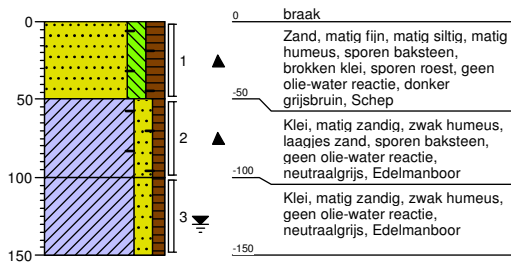 0
50
100
150
1
2
3
0
braak
Zand, matig fijn, matig siltig, matig
humeus, sporen baksteen,
brokken klei, sporen roest, geen
olie-water reactie, donker
grijsbruin, Schep
-50
Klei, matig zandig, zwak humeus,
laagjes zand, sporen baksteen,
geen olie-water reactie,
neutraalgrijs, Edelmanboor
-100
Klei, matig zandig, zwak humeus,
geen olie-water reactie,
neutraalgrijs, Edelmanboor
-150